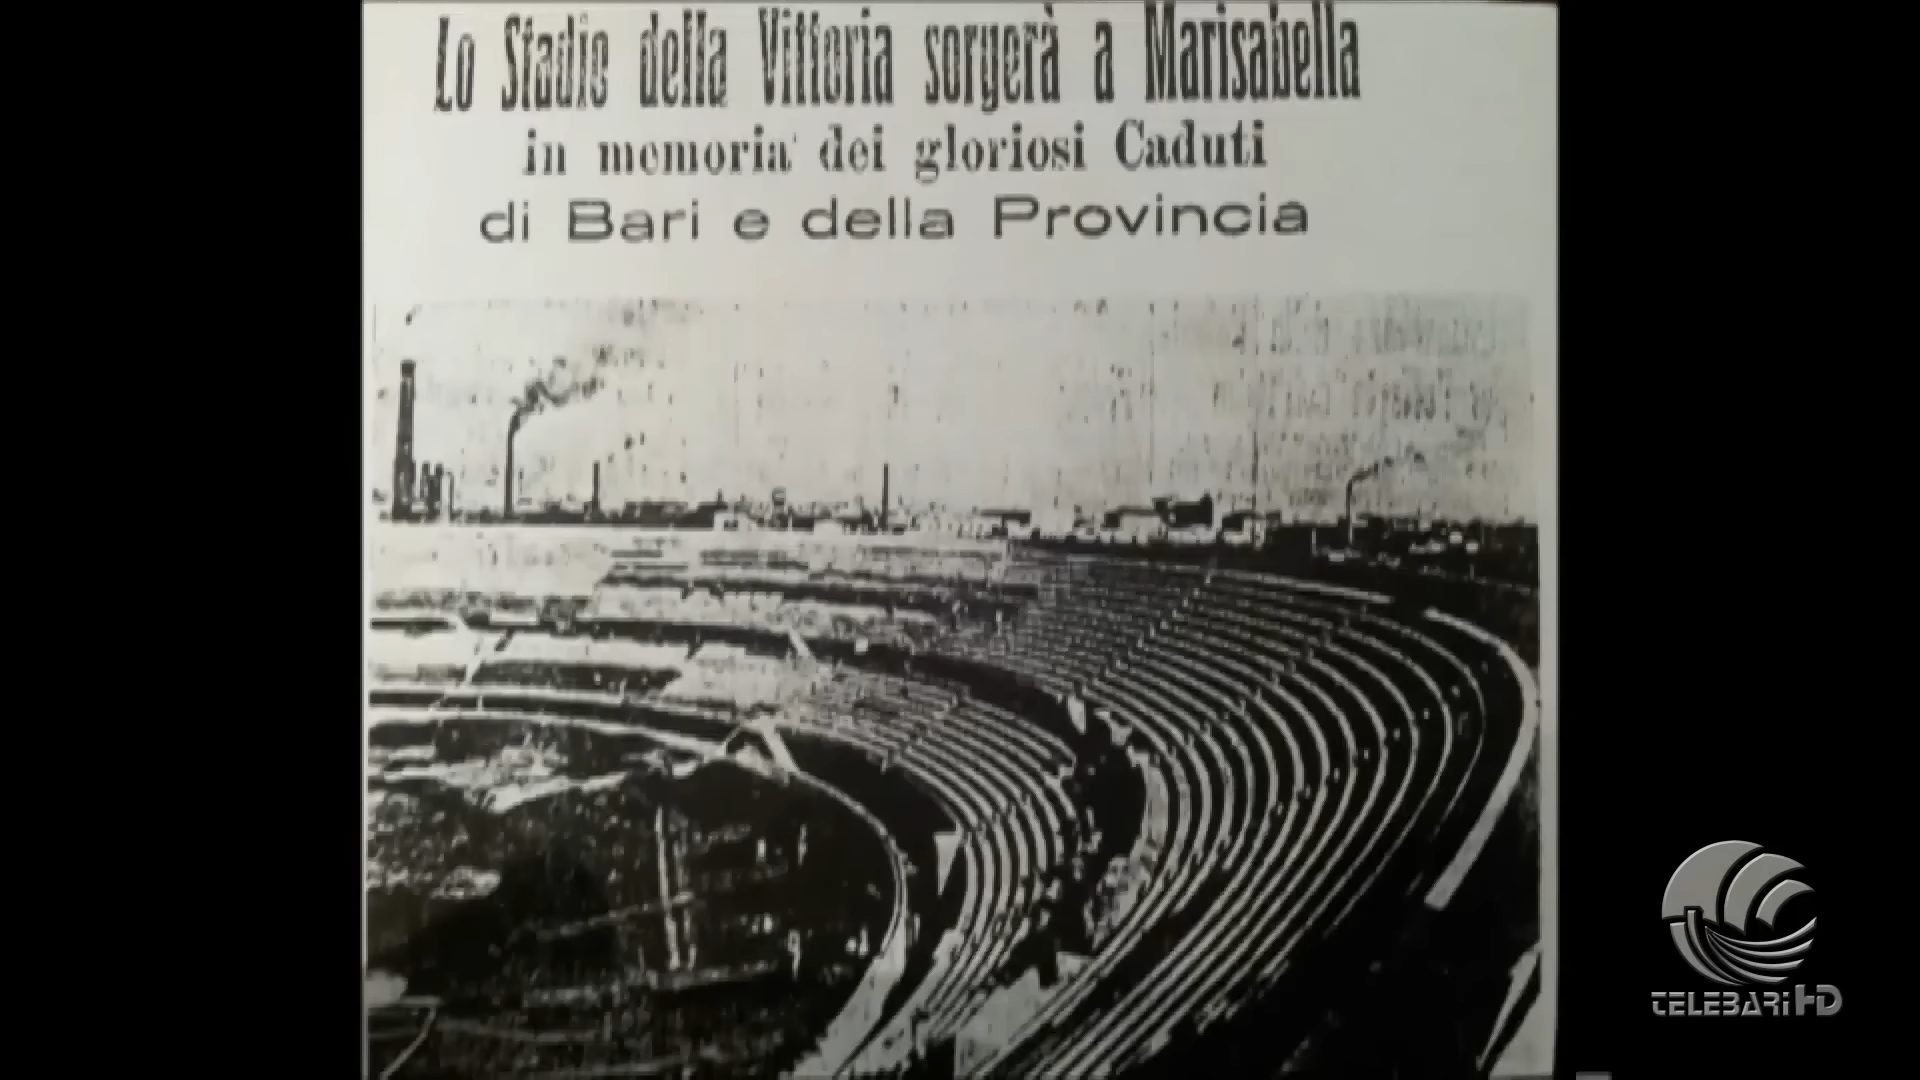 Lo Stadio della Vittoria sorgerà a Marisabella
in memoria dei gloriosi Caduti
di Bari e della Provincia
TELEBARI HD